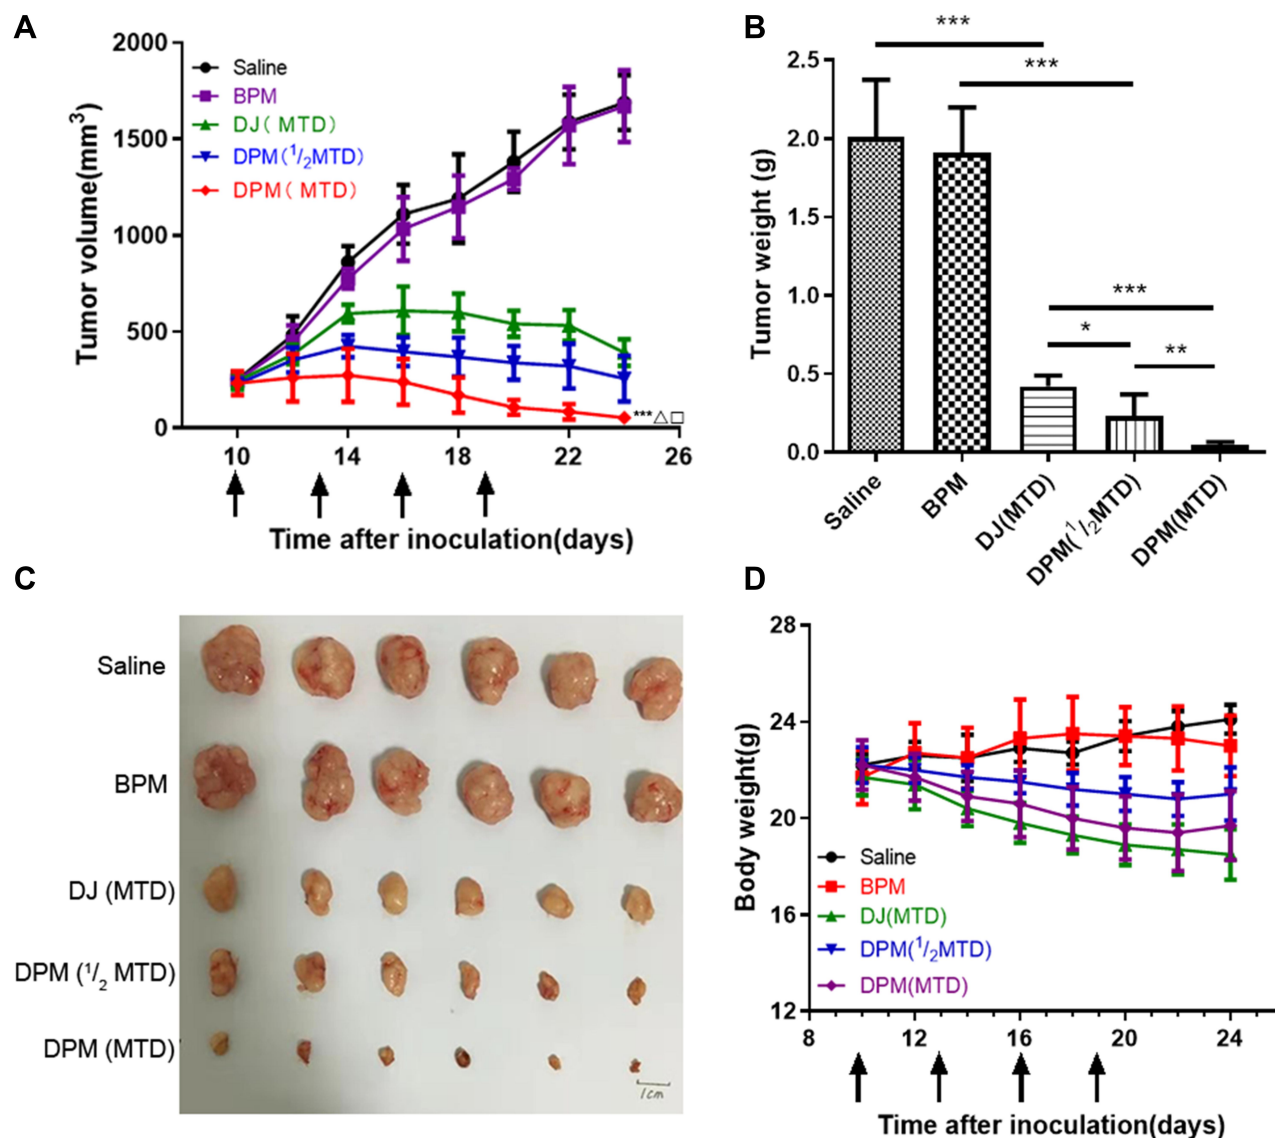 A
Tumor volume(mm³)
2000
1500
1000
500
0
Saline
BPM
DJ( MTD)
DPM(¹/₂MTD)
DPM( MTD)
***△□
10 14 18 22 26
Time after inoculation(days)
B
Tumor weight (g)
2.5
2.0
1.5
1.0
0.5
0.0
***
***
***
*
**
Saline
BPM
DJ(MTD)
DPM(¹/₂MTD)
DPM(MTD)
C
Saline
BPM
DJ (MTD)
DPM (¹/₂ MTD)
DPM (MTD)
1cm
D
Body weight(g)
28
24
20
16
12
Saline
BPM
DJ(MTD)
DPM(¹/₂MTD)
DPM(MTD)
8 12 16 20 24
Time after inoculation(days)